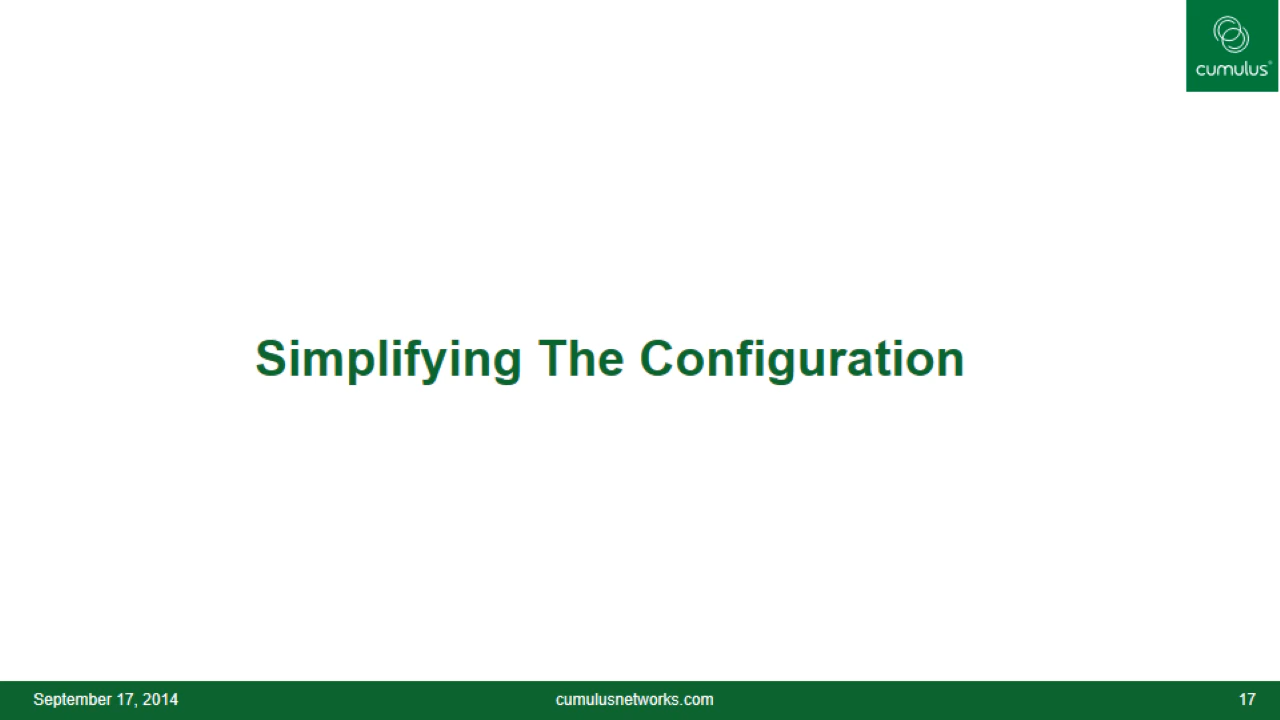 cumulus®
Simplifying The Configuration
September 17, 2014
cumulusnetworks.com
17